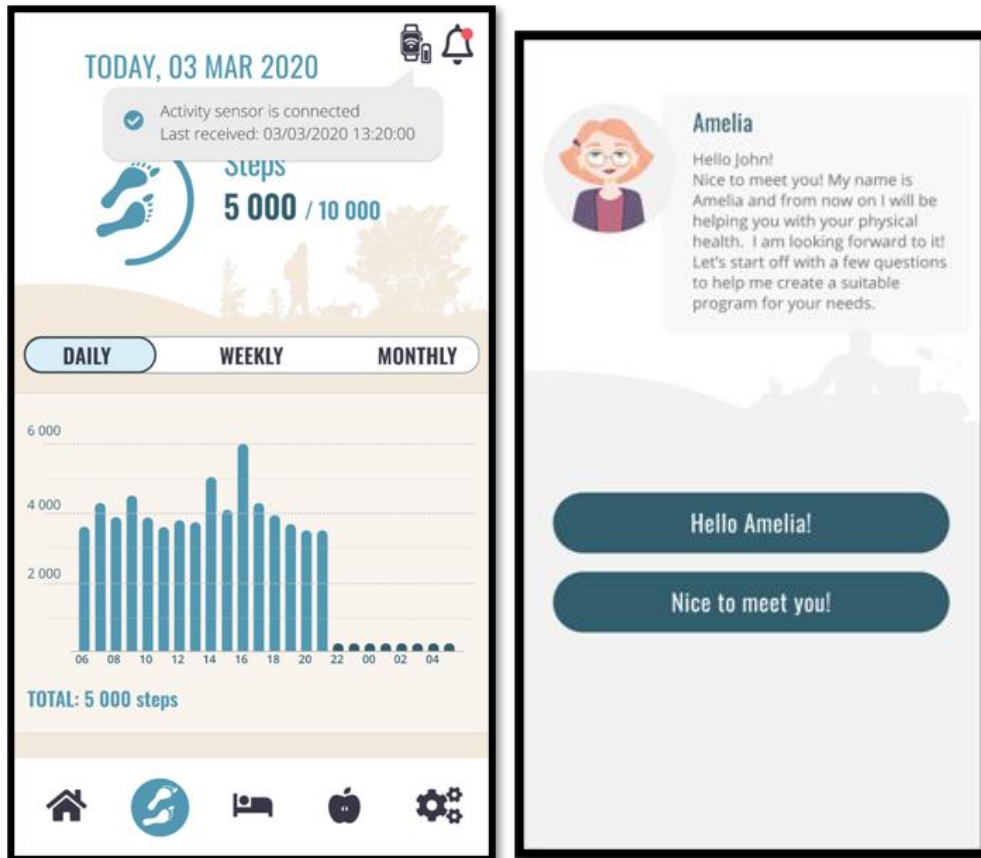 TODAY, 03 MAR 2020
Activity sensor is connected
Last received: 03/03/2020 13:20:00
Steps
5 000 / 10 000
DAILY WEEKLY MONTHLY
6 000
4 000
2 000
06 08 10 12 14 16 18 20 22 00 02 04
TOTAL: 5 000 steps
Amelia
Hello John!
Nice to meet you! My name is
Amelia and from now on I will be
helping you with your physical
health. I am looking forward to it!
Let's start off with a few questions
to help me create a suitable
program for your needs.
Hello Amelia!
Nice to meet you!